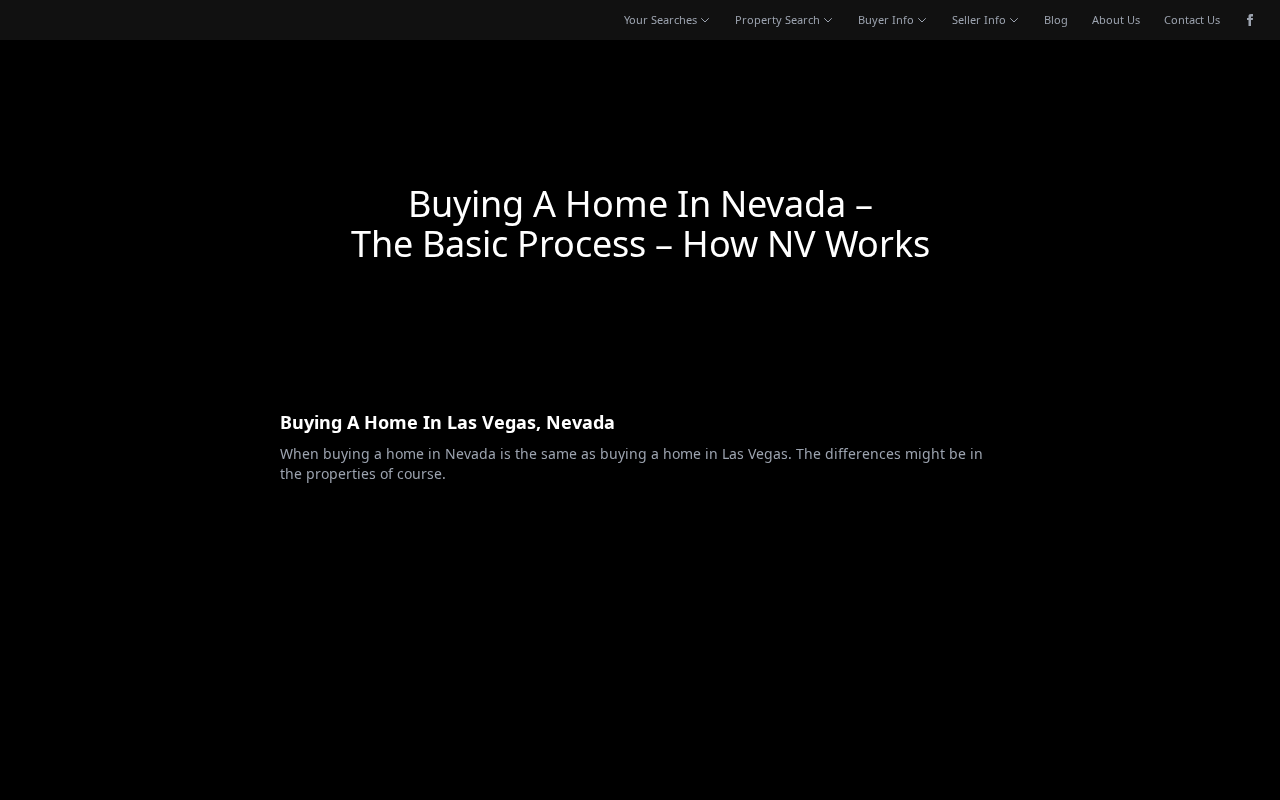 Your Searches Property Search Buyer Info Seller Info Blog About Us Contact Us
Buying A Home In Nevada –
The Basic Process – How NV Works
Buying A Home In Las Vegas, Nevada
When buying a home in Nevada is the same as buying a home in Las Vegas. The differences might be in
the properties of course.